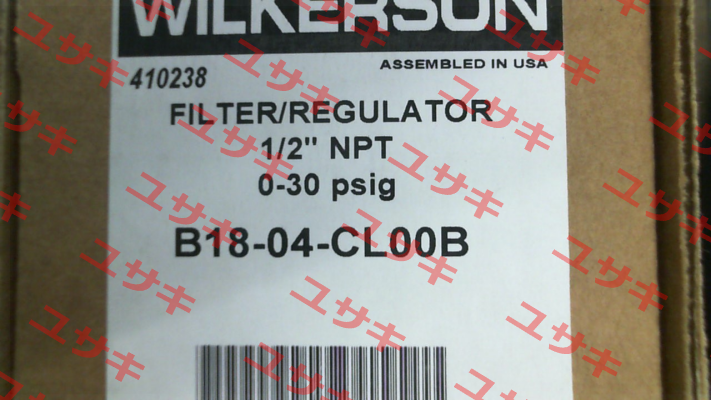 WILKERSON
ASSEMBLED IN USA
410238
FILTER/REGULATOR
1/2" NPT
0-30 psig
B18-04-CL00B
ユサキ